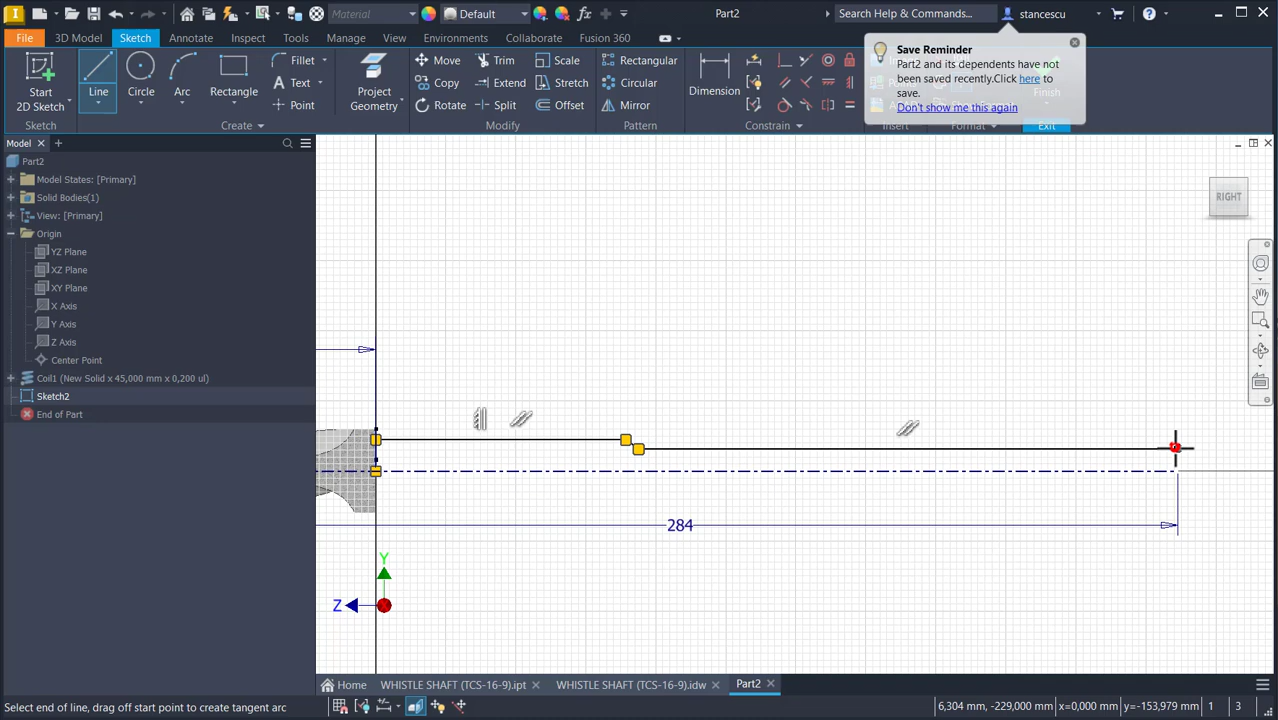 Material
Default
Part2
Search Help & Commands...
stancescu
File
3D Model
Sketch
Annotate
Inspect
Tools
Manage
View
Environments
Collaborate
Fusion 360
Save Reminder
Part2 and its dependents have not
been saved recently.Click here to
save.
Don't show me this again
Start
2D Sketch
Line
Circle
Arc
Rectangle
Fillet
Text
Point
Project
Geometry
Move
Copy
Rotate
Trim
Extend
Split
Scale
Stretch
Offset
Rectangular
Circular
Mirror
Dimension
Finish
Sketch
Create
Modify
Pattern
Constrain
Insert
Format
Exit
Model
Part2
Model States: [Primary]
Solid Bodies(1)
View: [Primary]
Origin
YZ Plane
XZ Plane
XY Plane
X Axis
Y Axis
Z Axis
Center Point
Coil1 (New Solid x 45,000 mm x 0,200 ul)
Sketch2
End of Part
RIGHT
284
Y
Z
Home
WHISTLE SHAFT (TCS-16-9).ipt
WHISTLE SHAFT (TCS-16-9).idw
Part2
Select end of line, drag off start point to create tangent arc
6,304 mm, -229,000 mm
x=0,000 mm; y=-153,979 mm
1
3